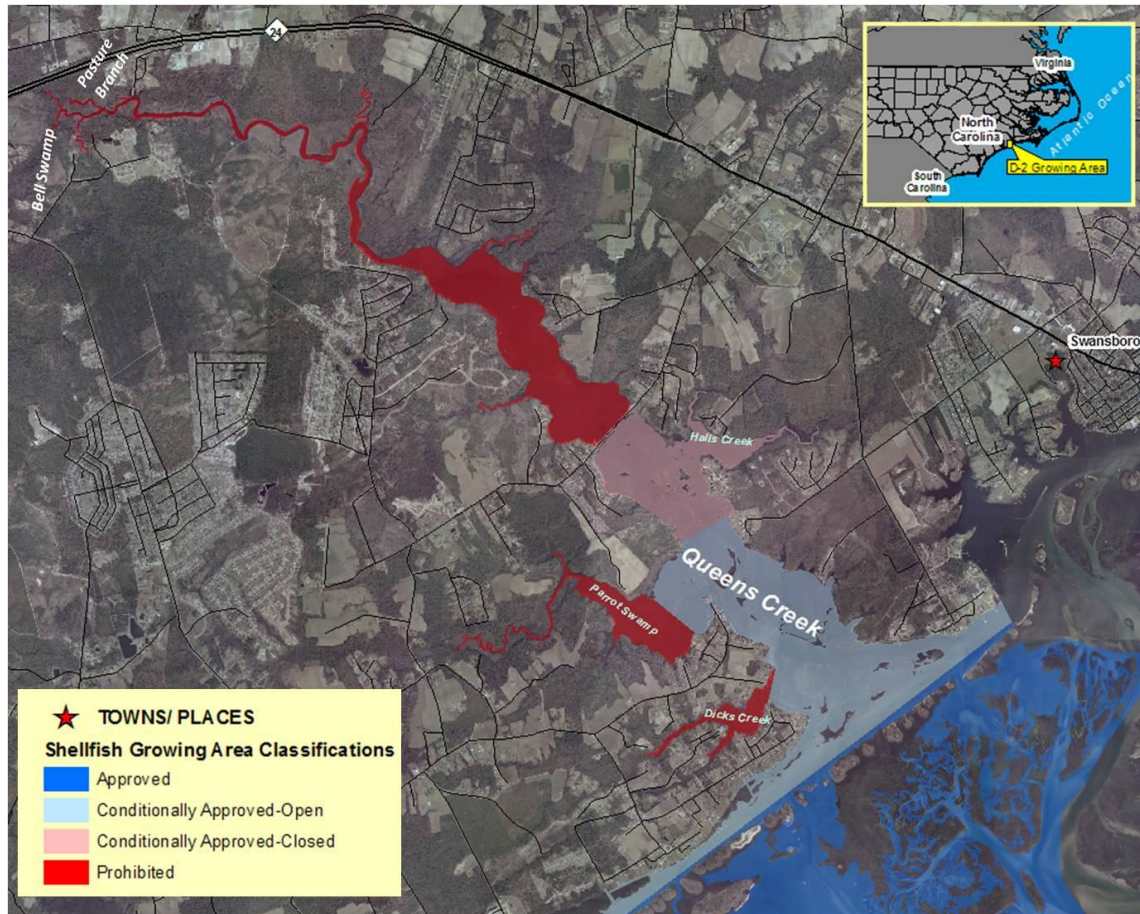 24
Pasture
Branch
Bell Swamp
Virginia
North
Carolina
South
Carolina
Atlantic Ocean
D-2 Growing Area
Swansboro
Halls Creek
Queens Creek
Parrot Swamp
Dicks Creek
TOWNS/ PLACES
Shellfish Growing Area Classifications
Approved
Conditionally Approved-Open
Conditionally Approved-Closed
Prohibited